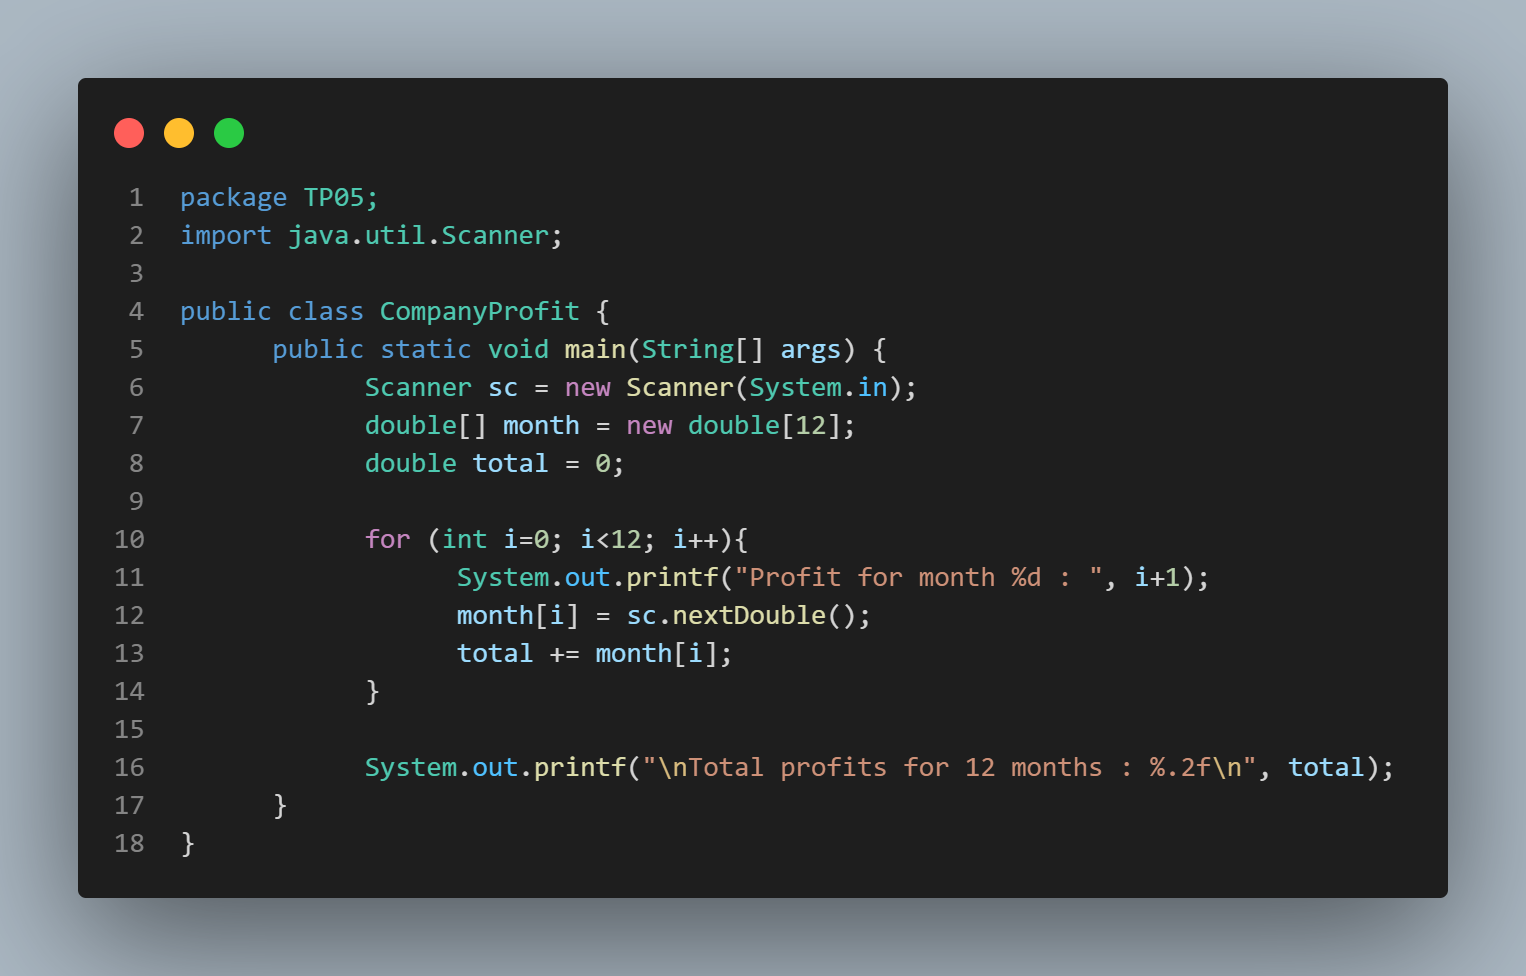 1 package TP05;
2 import java.util.Scanner;
3
4 public class CompanyProfit {
5       public static void main(String[] args) {
6             Scanner sc = new Scanner(System.in);
7             double[] month = new double[12];
8             double total = 0;
9
10             for (int i=0; i<12; i++){
11                   System.out.printf("Profit for month %d : ", i+1);
12                   month[i] = sc.nextDouble();
13                   total += month[i];
14             }
15
16             System.out.printf("\nTotal profits for 12 months : %.2f\n", total);
17       }
18 }